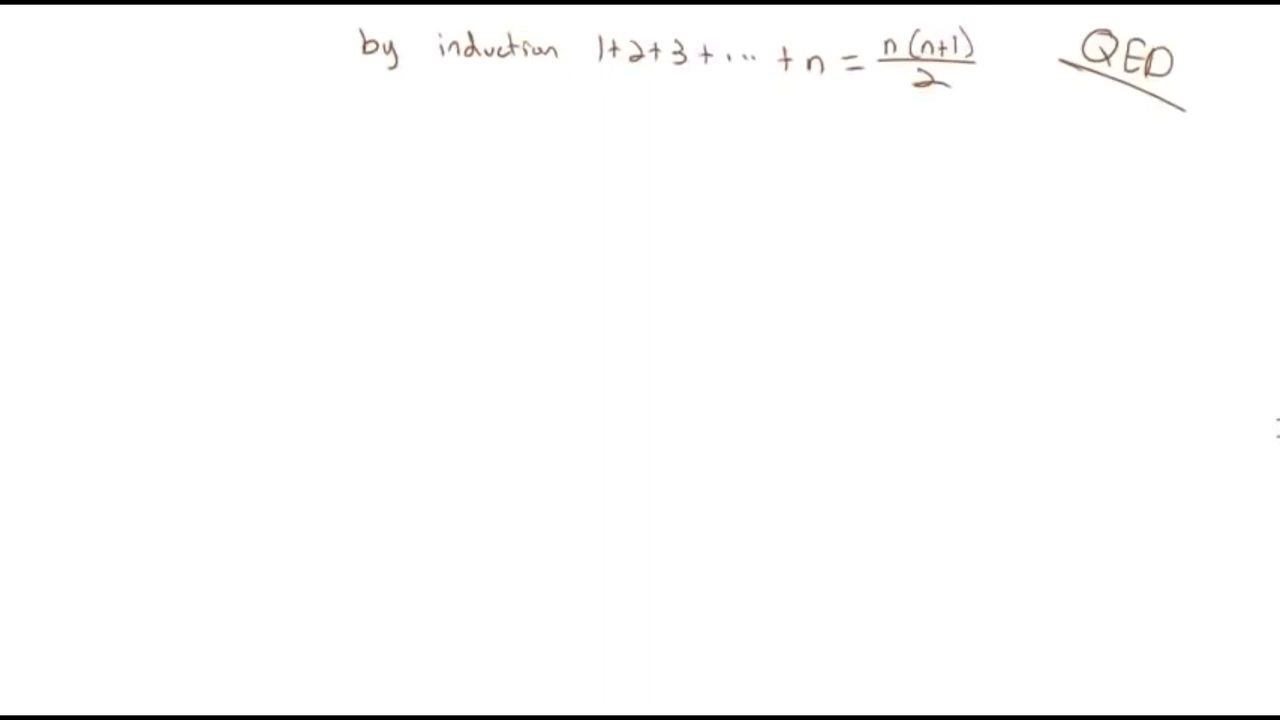 by induction 1+2+3+... +n = n(n+1)/2 QED